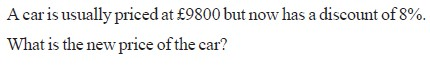 A car is usually priced at £9800 but now has a discount of 8%.
What is the new price of the car?